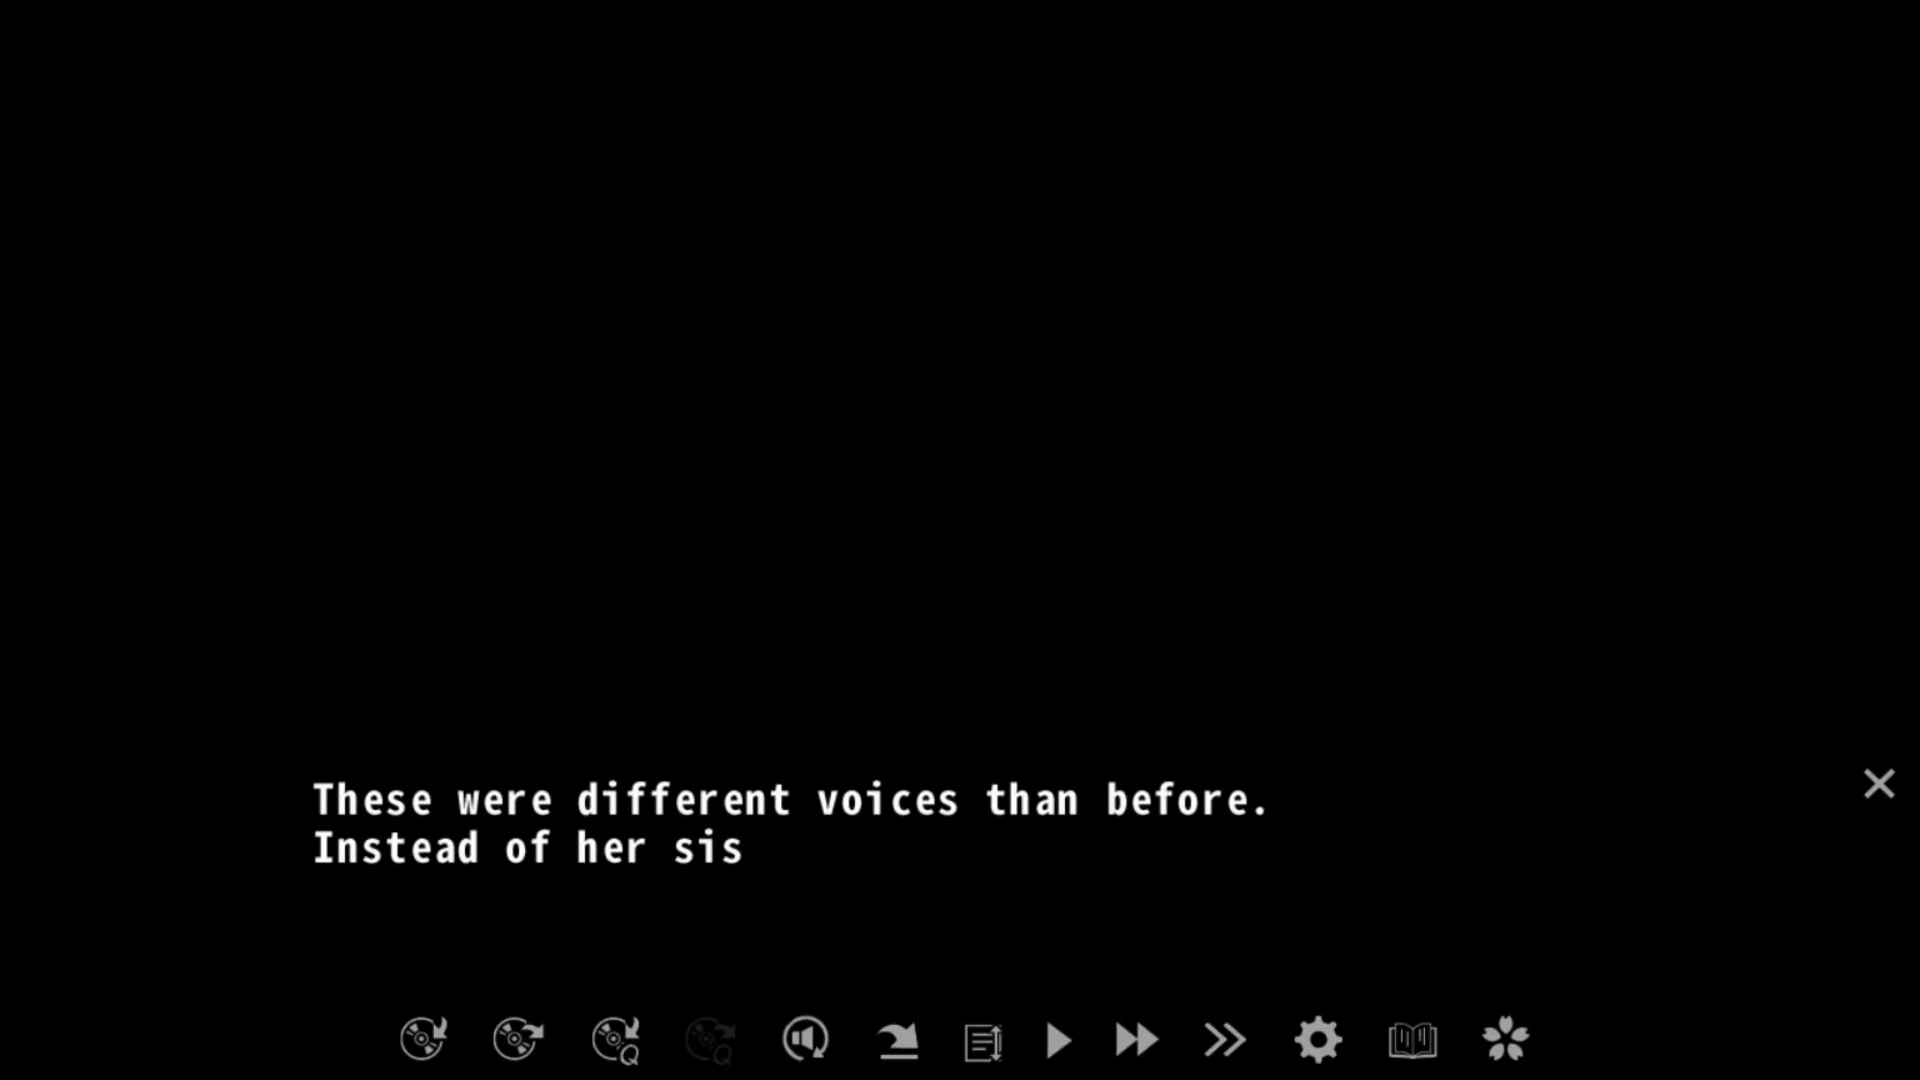 These were different voices than before.
Instead of her sis